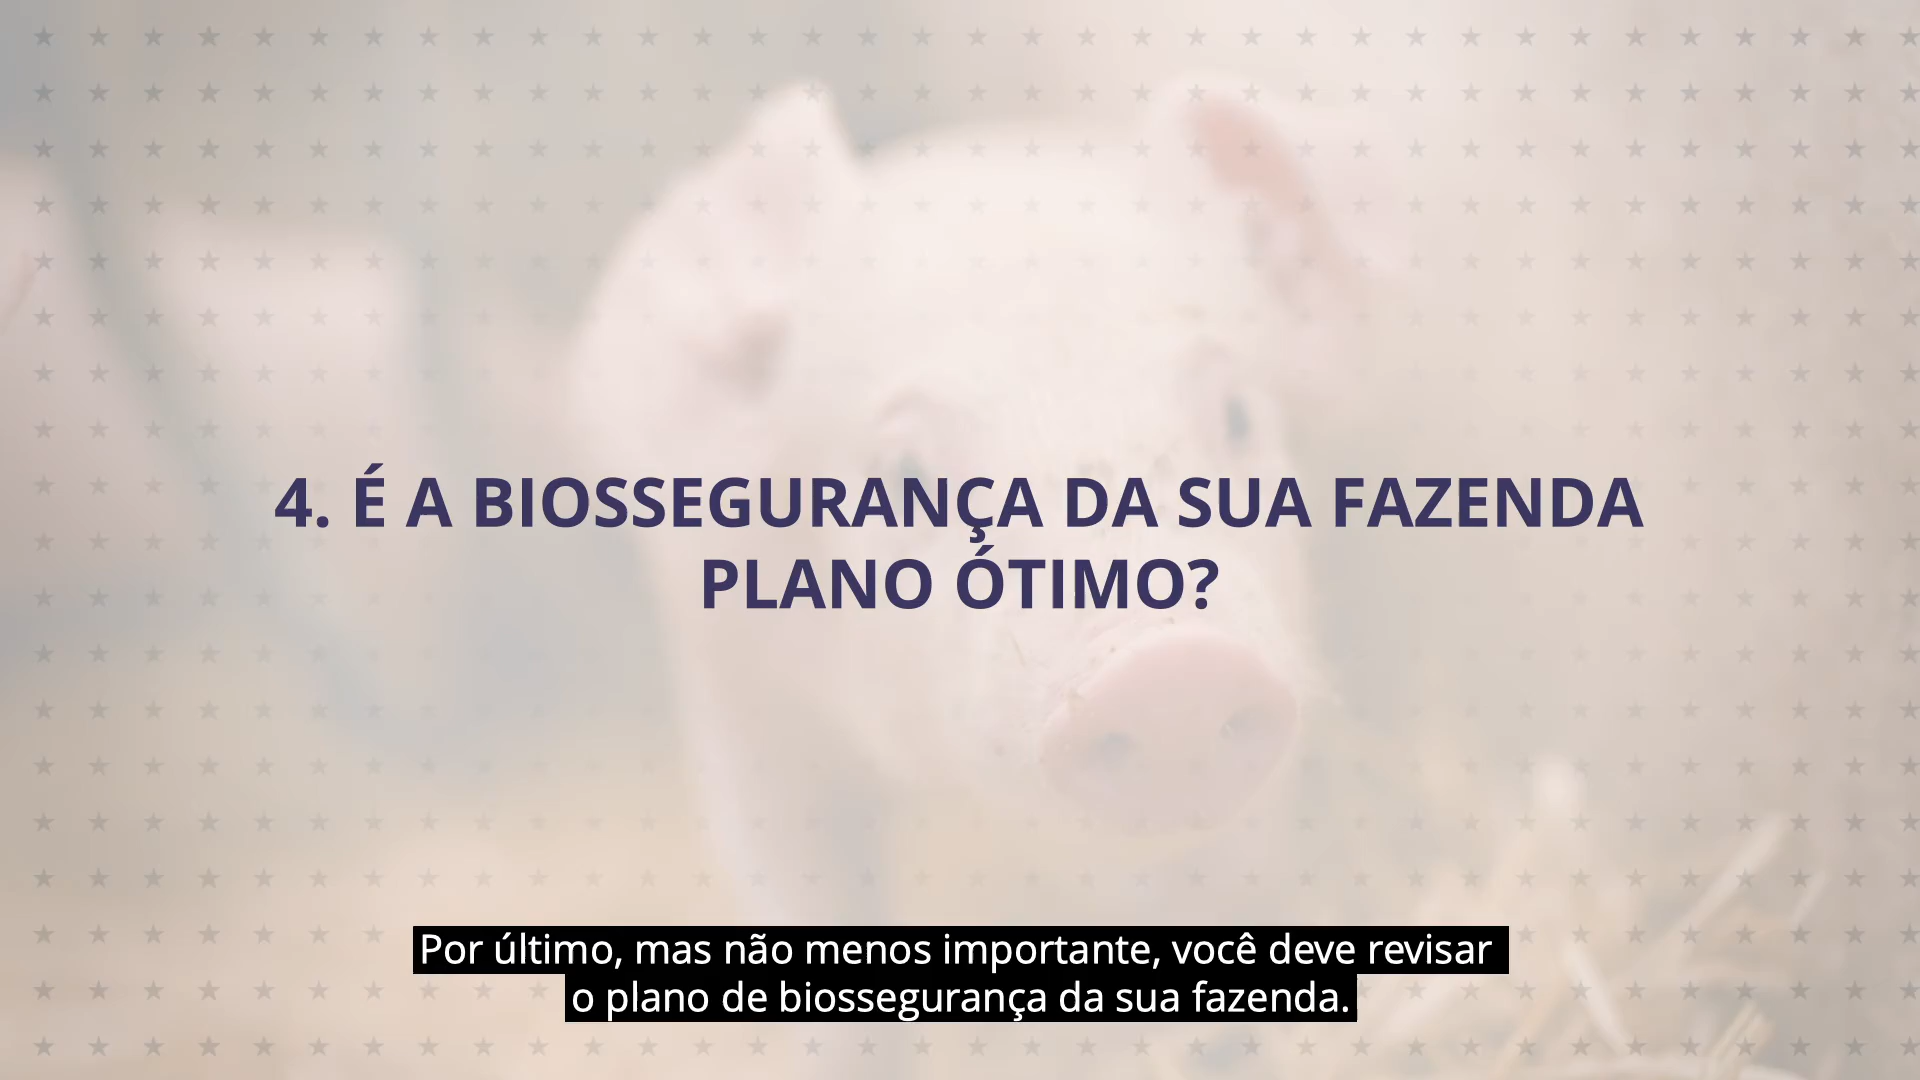 4. É A BIOSSEGURANÇA DA SUA FAZENDA
PLANO ÓTIMO?
Por último, mas não menos importante, você deve revisar
o plano de biossegurança da sua fazenda.